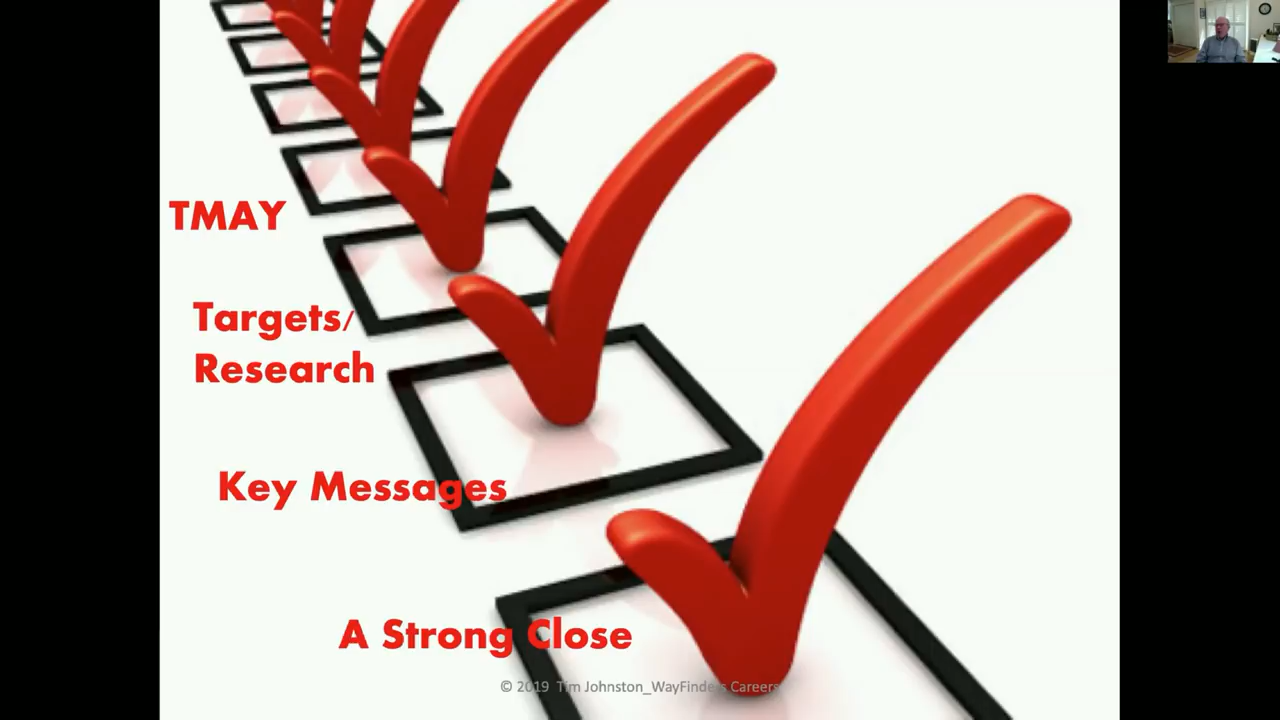 TMAY
Targets/
Research
Key Messages
A Strong Close
© 2019 Tim Johnston_WayFinders Careers